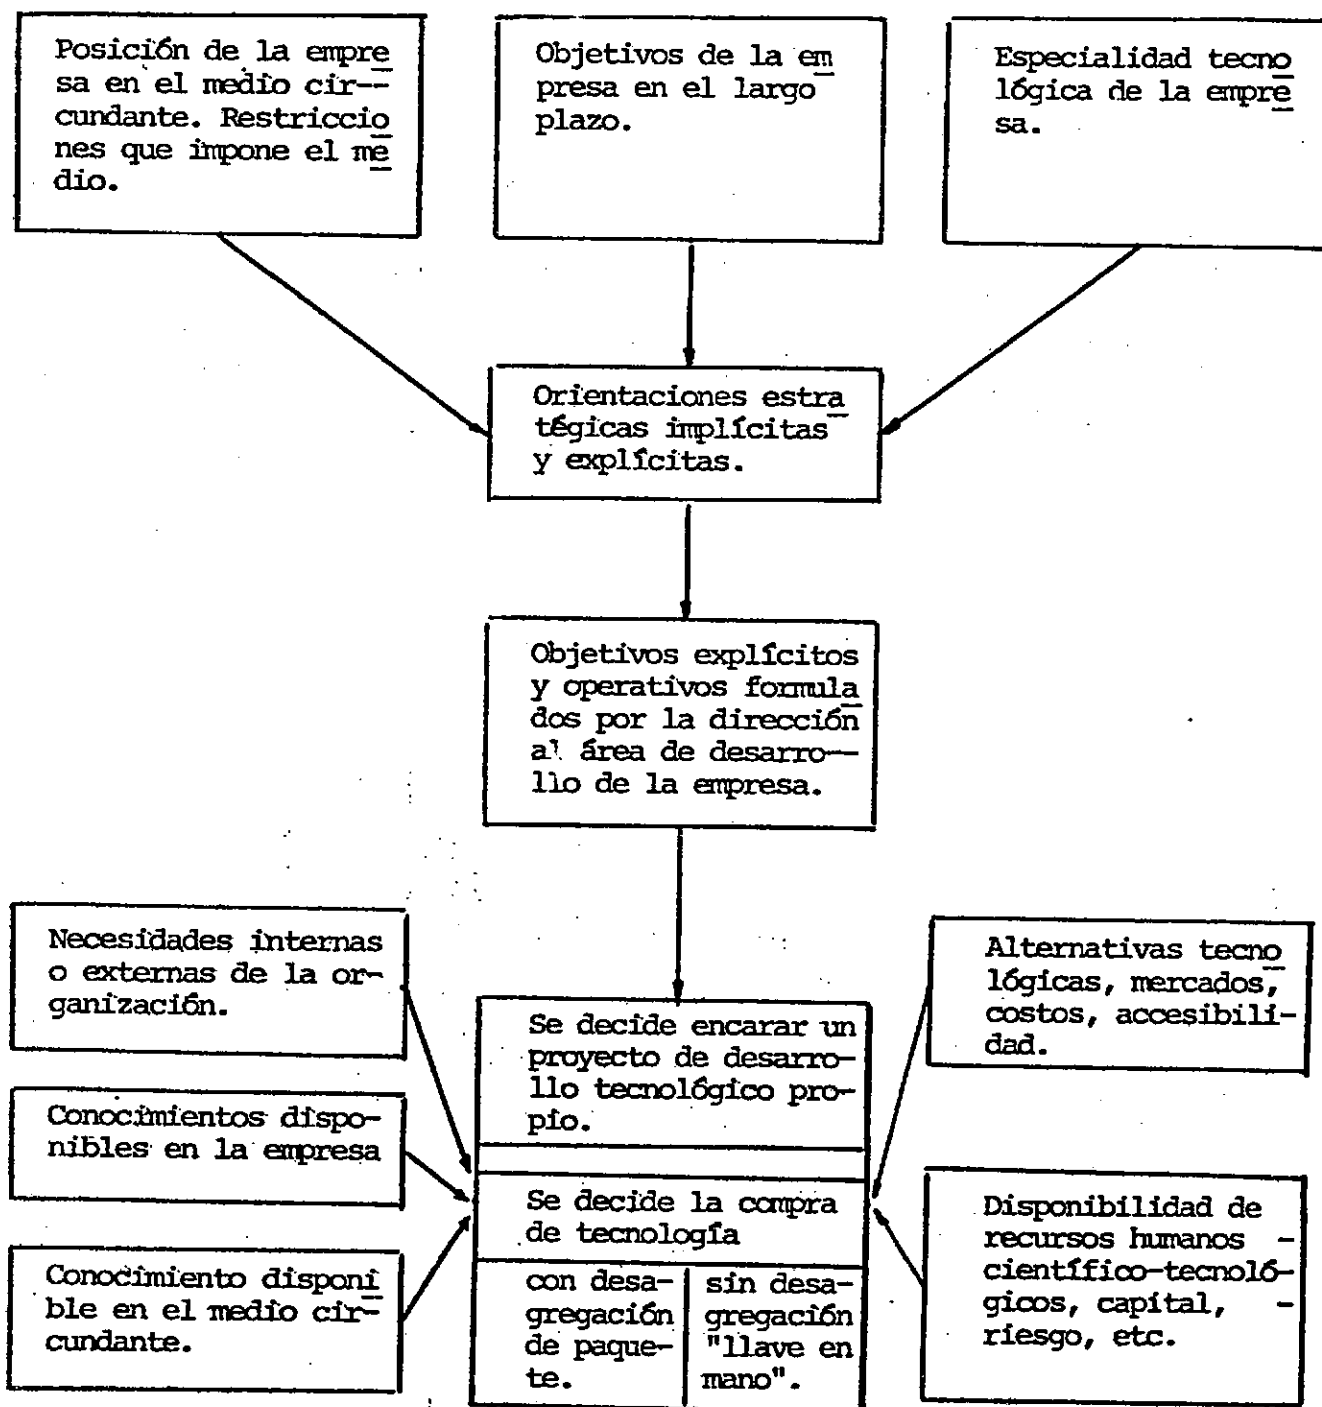 Posición de la empre
sa en el medio cir--
cundante. Restriccio
nes que impone el me
dio.
Objetivos de la em
presa en el largo
plazo.
Especialidad tecno
lógica de la empre
sa.
Orientaciones estra
tégicas implícitas
y explícitas.
Objetivos explícitos
y operativos formula
dos por la dirección
al área de desarro--
llo de la empresa.
Necesidades internas
o externas de la or-
ganización.
Conocimientos dispo-
nibles en la empresa
Conocimiento disponi
ble en el medio cir-
cundante.
Se decide encarar un
proyecto de desarro-
llo tecnológico pro-
pio.
Se decide la compra
de tecnología
con desa-
gregación
de paque-
te.
sin desa-
gregación
"llave en
mano".
Alternativas tecno
lógicas, mercados,
costos, accesibili-
dad.
Disponibilidad de
recursos humanos -
científico-tecnoló-
gicos, capital, -
riesgo, etc.